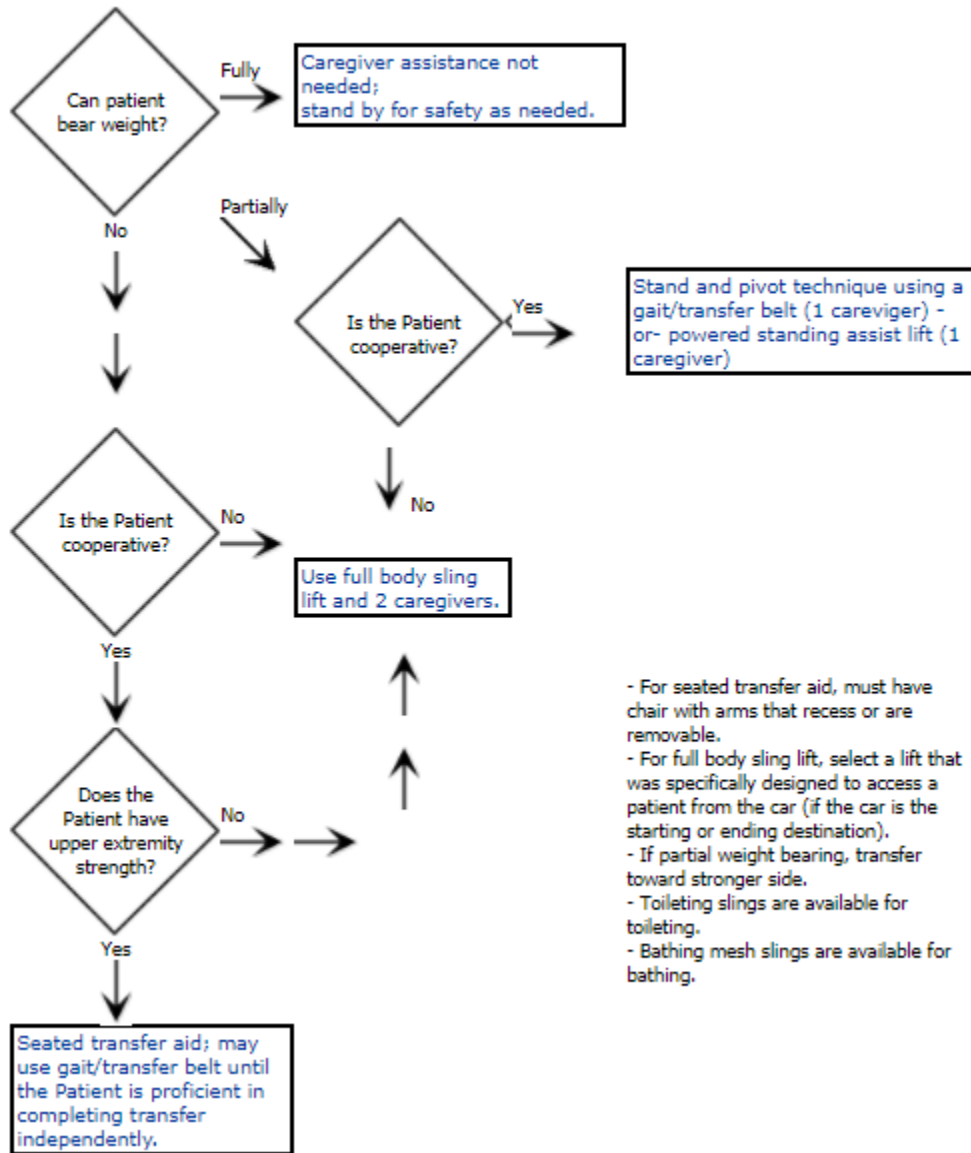 Can patient
bear weight?
Fully
Caregiver assistance not
needed;
stand by for safety as needed.
Partially
No
Is the Patient
cooperative?
Yes
Stand and pivot technique using a
gait/transfer belt (1 careviger) -
or- powered standing assist lift (1
caregiver)
No
Is the Patient
cooperative?
No
Use full body sling
lift and 2 caregivers.
Yes
Does the
Patient have
upper extremity
strength?
No
- For seated transfer aid, must have
chair with arms that recess or are
removable.
- For full body sling lift, select a lift that
was specifically designed to access a
patient from the car (if the car is the
starting or ending destination).
- If partial weight bearing, transfer
toward stronger side.
- Toileting slings are available for
toileting.
- Bathing mesh slings are available for
bathing.
Yes
Seated transfer aid; may
use gait/transfer belt until
the Patient is proficient in
completing transfer
independently.